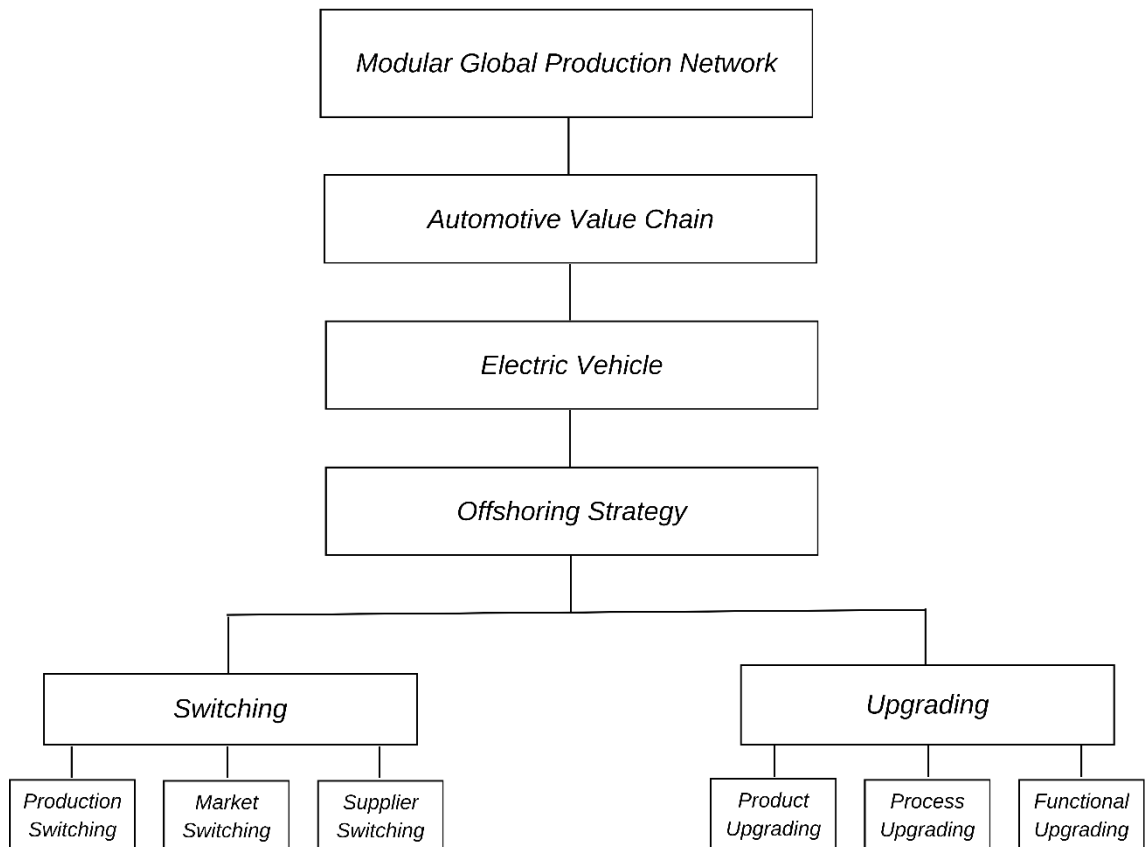 Modular Global Production Network
Automotive Value Chain
Electric Vehicle
Offshoring Strategy
Switching
Upgrading
Production
Switching
Market
Switching
Supplier
Switching
Product
Upgrading
Process
Upgrading
Functional
Upgrading